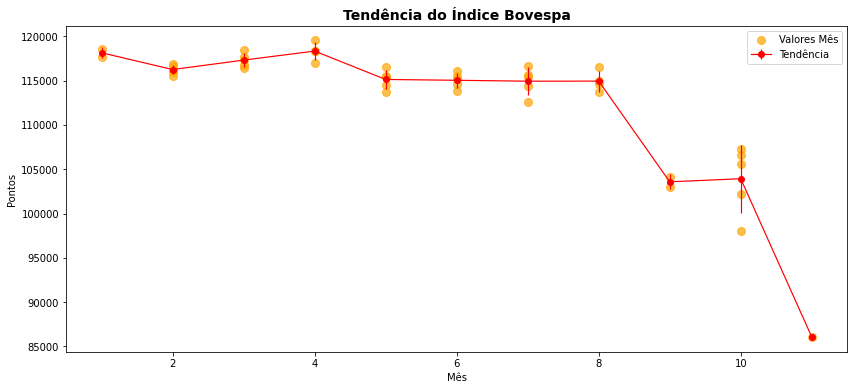 Tendência do Índice Bovespa
Valores Mês
Tendência
120000
115000
110000
105000
100000
95000
90000
85000
Pontos
2 4 6 8 10
Mês